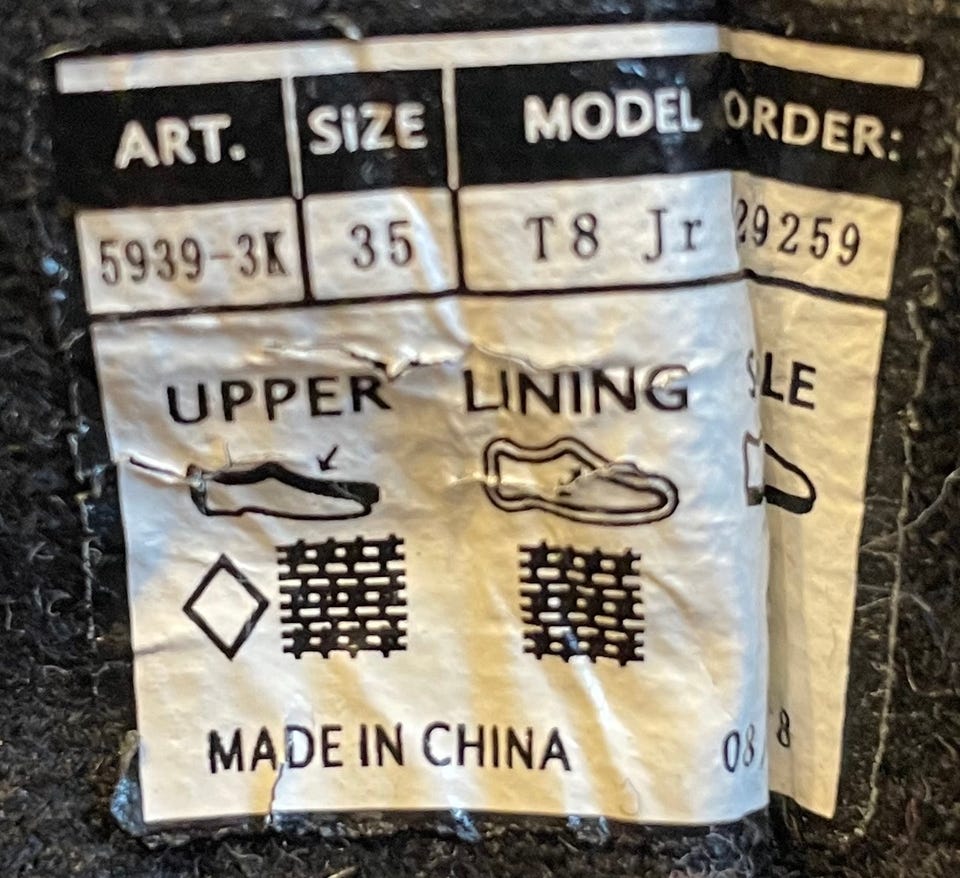 ART. SiZE MODEL ORDER:
5939-3K 35 T8 Jr 29259
UPPER LINING
MADE IN CHINA